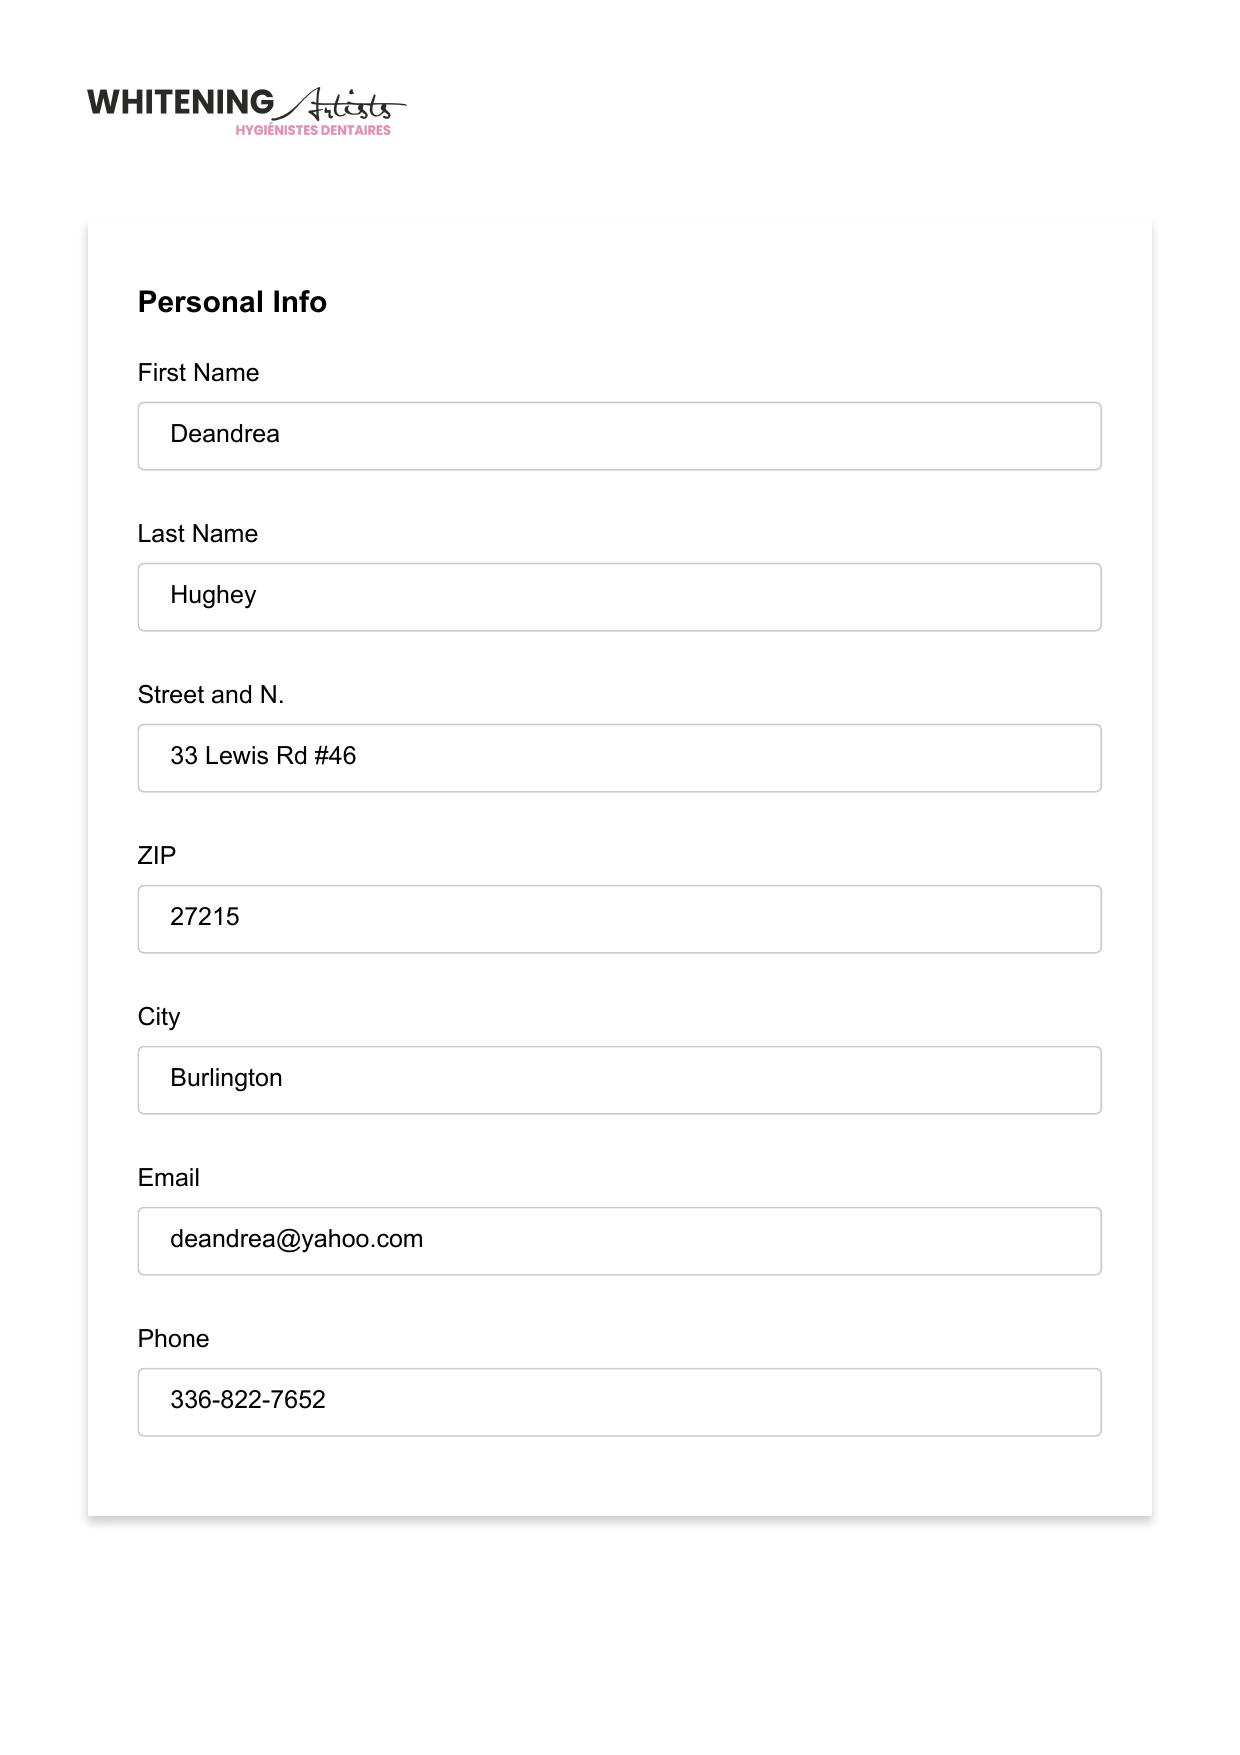 WHITENING Artists
HYGIÉNISTES DENTAIRES
Personal Info
First Name
Deandrea
Last Name
Hughey
Street and N.
33 Lewis Rd #46
ZIP
27215
City
Burlington
Email
deandrea@yahoo.com
Phone
336-822-7652